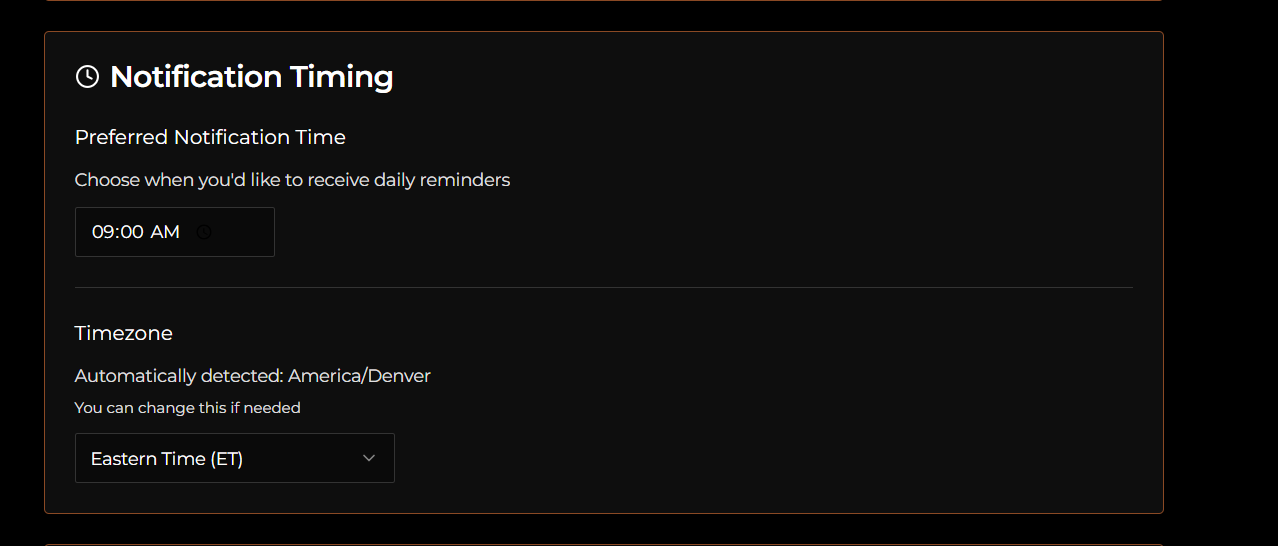 Notification Timing
Preferred Notification Time
Choose when you'd like to receive daily reminders
09:00 AM
Timezone
Automatically detected: America/Denver
You can change this if needed
Eastern Time (ET)